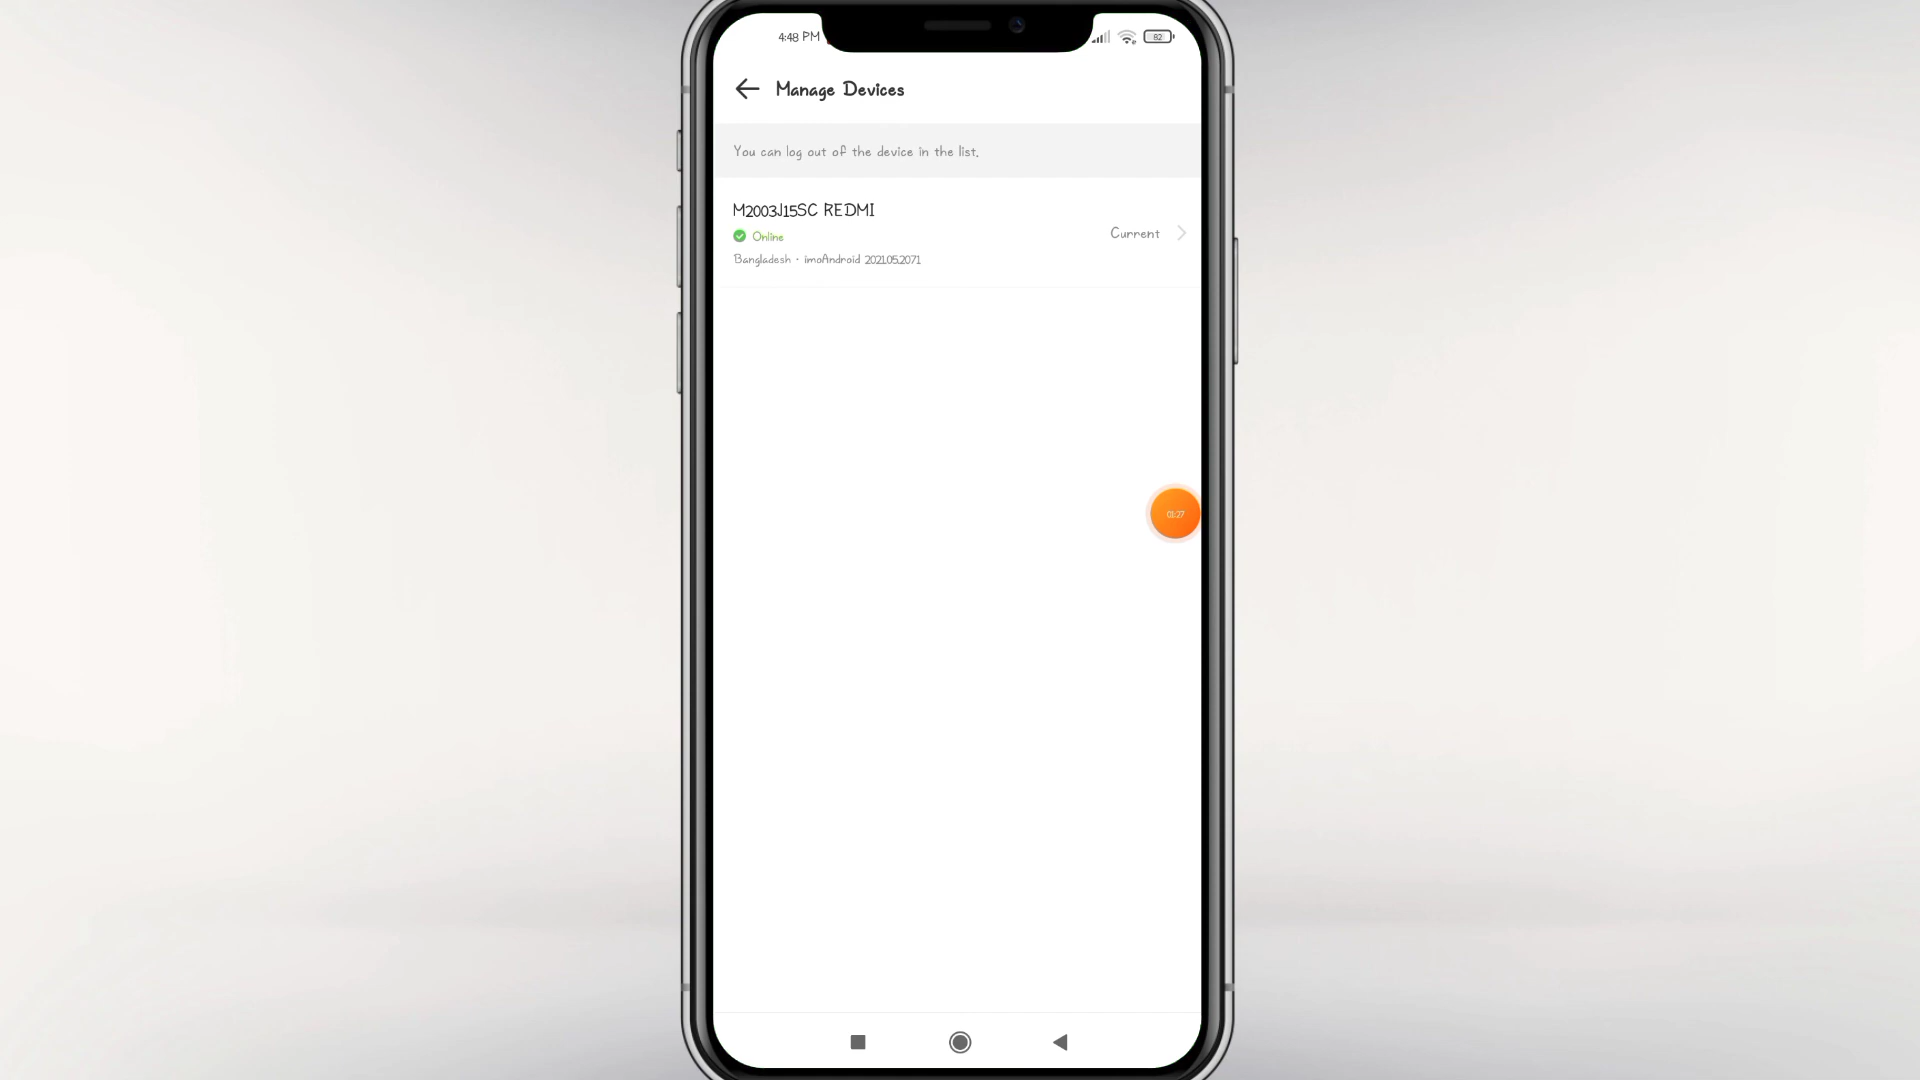 4:48 PM
82
Manage Devices
You can log out of the device in the list.
M2003J15SC REDMI
Online
Current
Bangladesh • imoAndroid 2021.05.2071
01:27